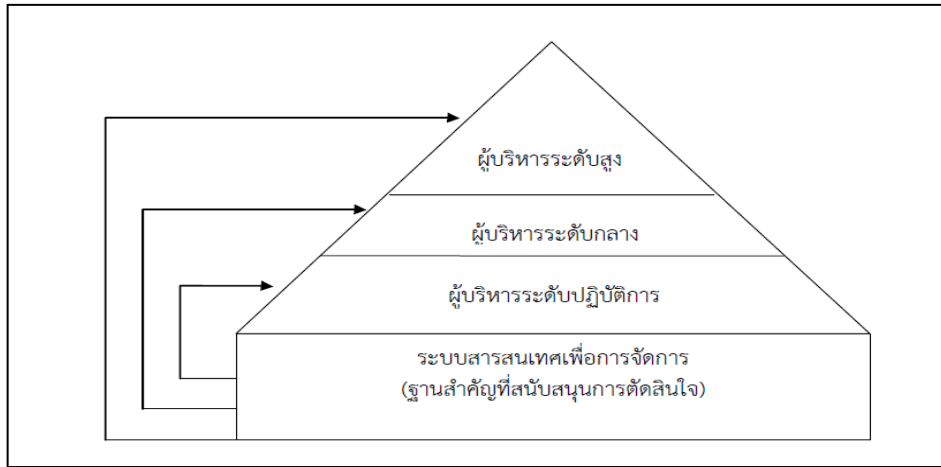 ผู้บริหารระดับสูง
ผู้บริหารระดับกลาง
ผู้บริหารระดับปฏิบัติการ
ระบบสารสนเทศเพื่อการจัดการ
(ฐานสำคัญที่สนับสนุนการตัดสินใจ)